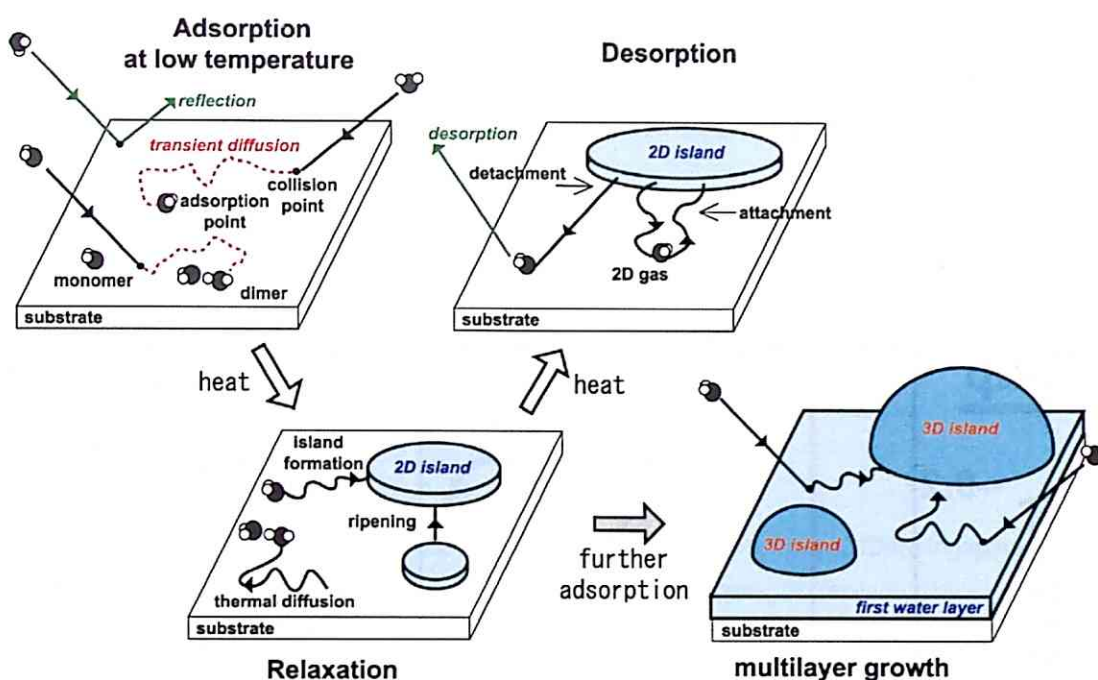 Adsorption
at low temperature
reflection
transient diffusion
collision
point
adsorption
point
monomer
dimer
substrate
Desorption
desorption
2D island
detachment
attachment
2D gas
substrate
heat
heat
island
formation
2D island
ripening
thermal diffusion
substrate
Relaxation
further
adsorption
3D island
3D island
first water layer
substrate
multilayer growth